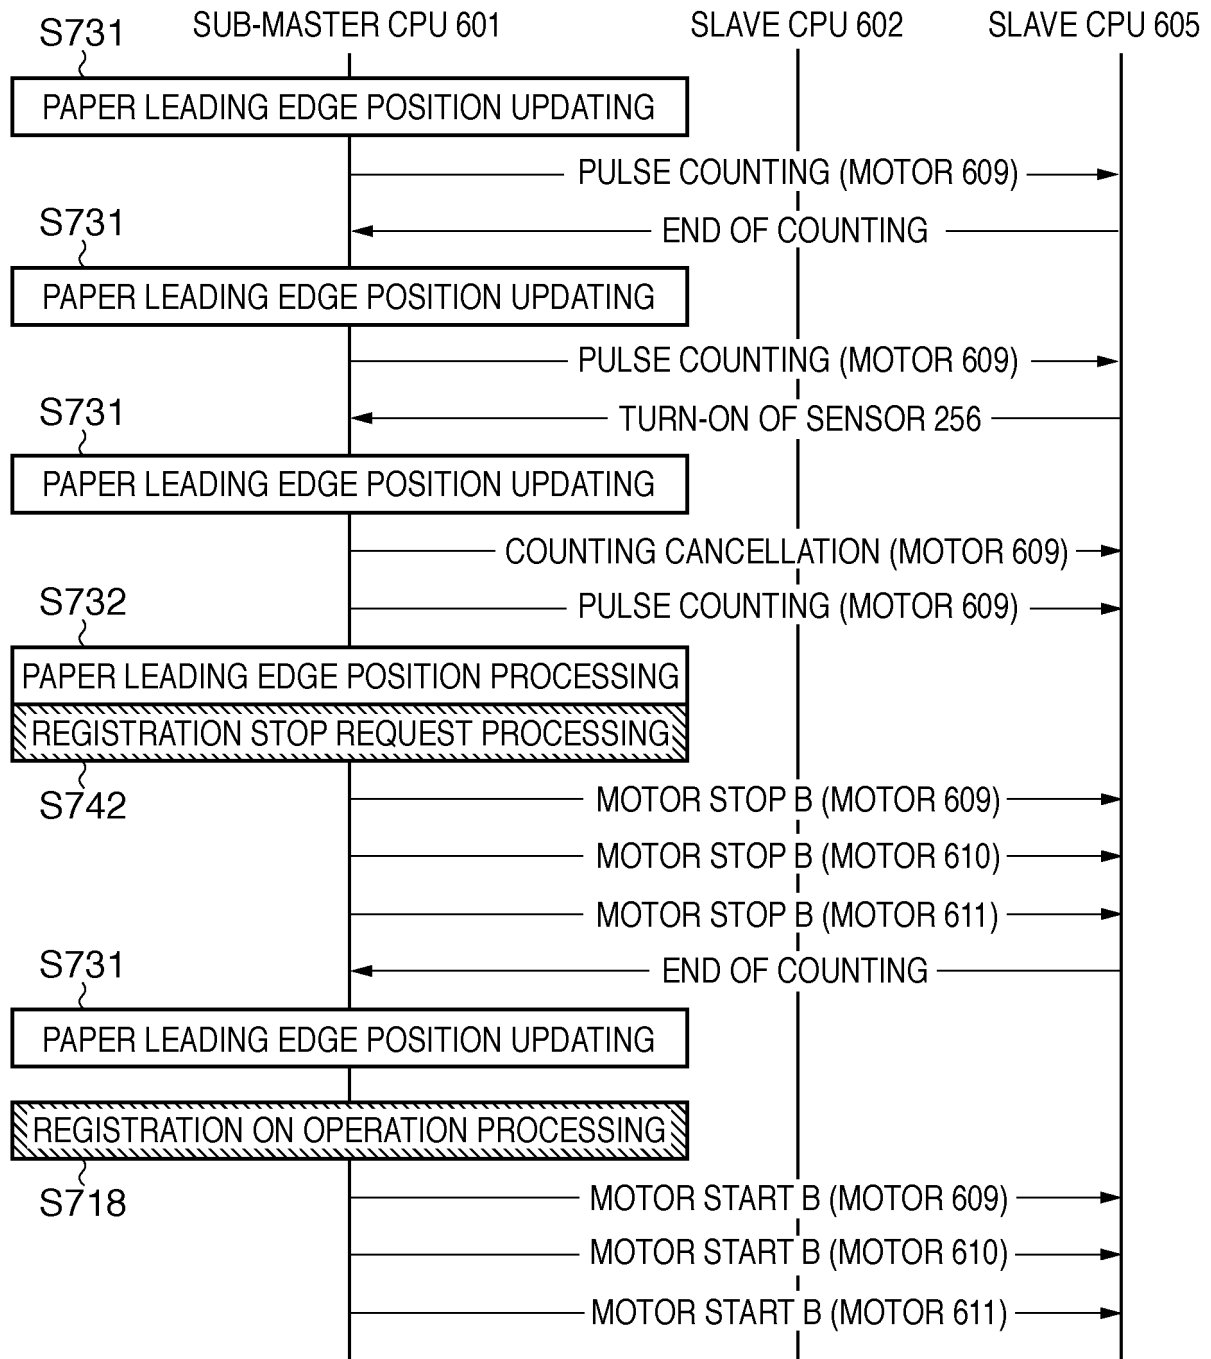 SUB-MASTER CPU 601 SLAVE CPU 602 SLAVE CPU 605
S731
PAPER LEADING EDGE POSITION UPDATING
PULSE COUNTING (MOTOR 609)
END OF COUNTING
S731
PAPER LEADING EDGE POSITION UPDATING
PULSE COUNTING (MOTOR 609)
TURN-ON OF SENSOR 256
S731
PAPER LEADING EDGE POSITION UPDATING
COUNTING CANCELLATION (MOTOR 609)
PULSE COUNTING (MOTOR 609)
S732
PAPER LEADING EDGE POSITION PROCESSING
REGISTRATION STOP REQUEST PROCESSING
S742
MOTOR STOP B (MOTOR 609)
MOTOR STOP B (MOTOR 610)
MOTOR STOP B (MOTOR 611)
END OF COUNTING
S731
PAPER LEADING EDGE POSITION UPDATING
REGISTRATION ON OPERATION PROCESSING
S718
MOTOR START B (MOTOR 609)
MOTOR START B (MOTOR 610)
MOTOR START B (MOTOR 611)